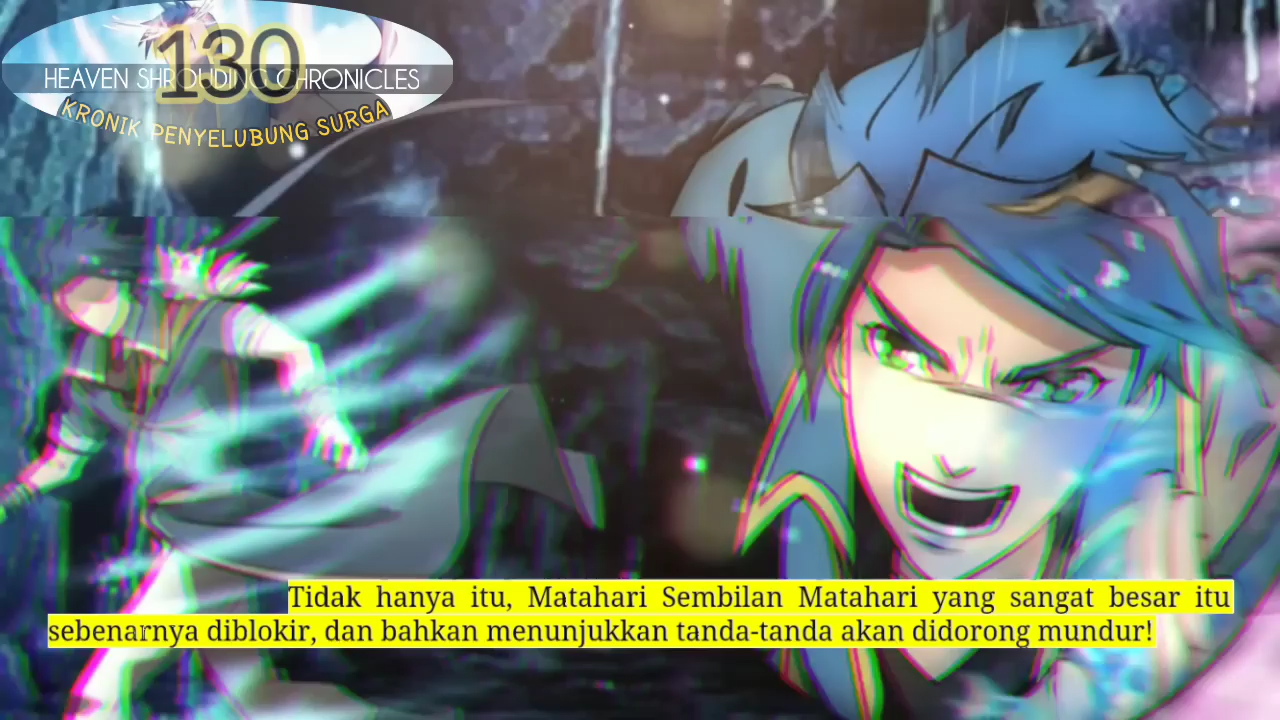 130
HEAVEN SHROUDING CHRONICLES
KRONIK PENYELUBUNG SURGA
Tidak hanya itu, Matahari Sembilan Matahari yang sangat besar itu
sebenarnya diblokir, dan bahkan menunjukkan tanda-tanda akan didorong mundur!